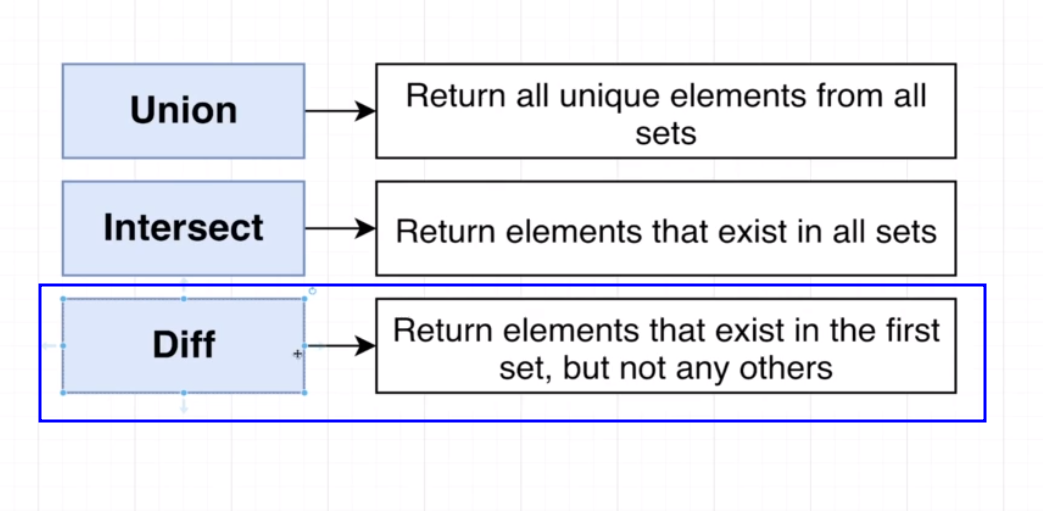 Union
Return all unique elements from all
sets
Intersect
Return elements that exist in all sets
Diff
Return elements that exist in the first
set, but not any others